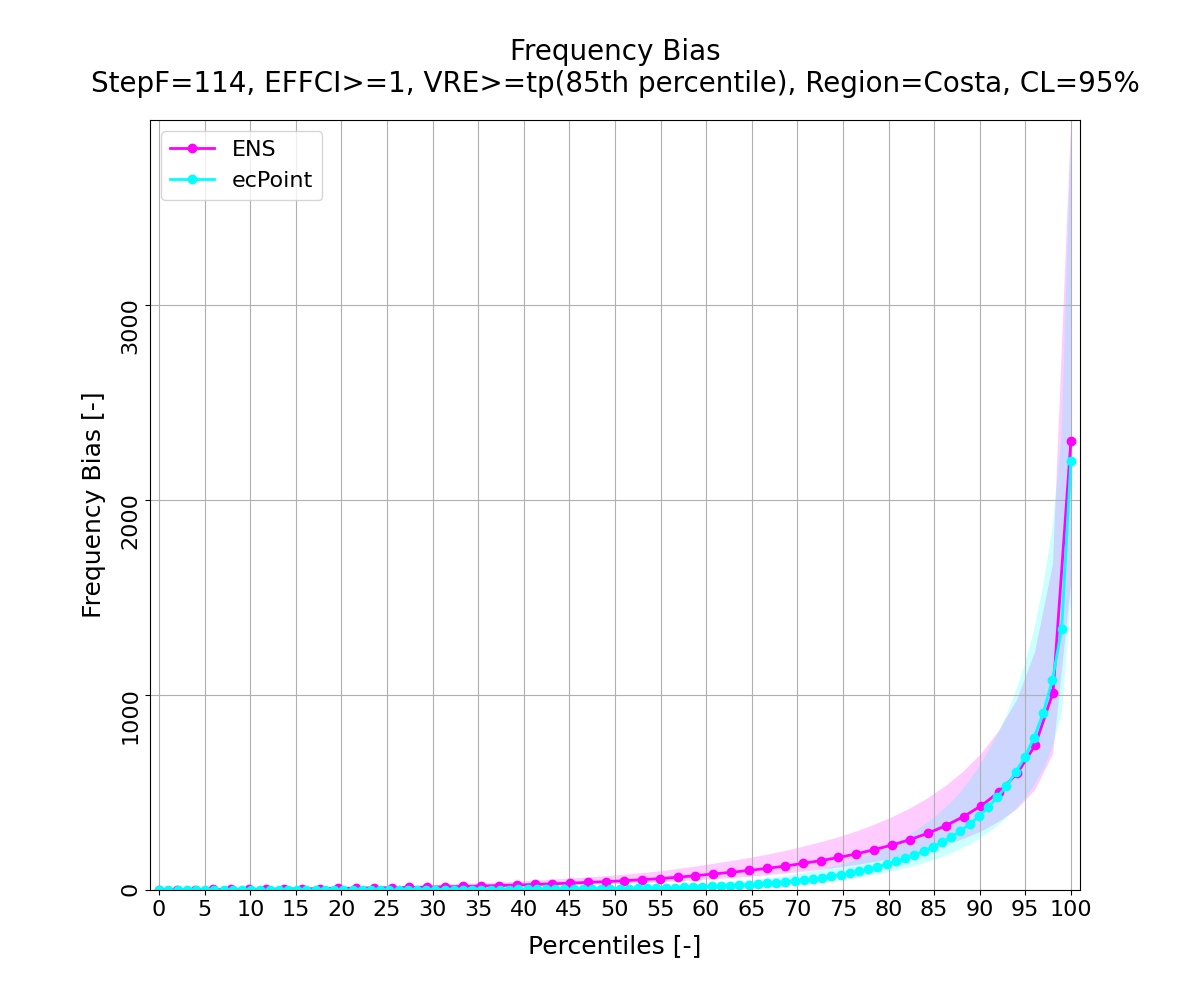 Frequency Bias
StepF=114, EFFCI>=1, VRE>=tp(85th percentile), Region=Costa, CL=95%
ENS
ecPoint
Frequency Bias [-]
3000
2000
1000
0
0 5 10 15 20 25 30 35 40 45 50 55 60 65 70 75 80 85 90 95 100
Percentiles [-]